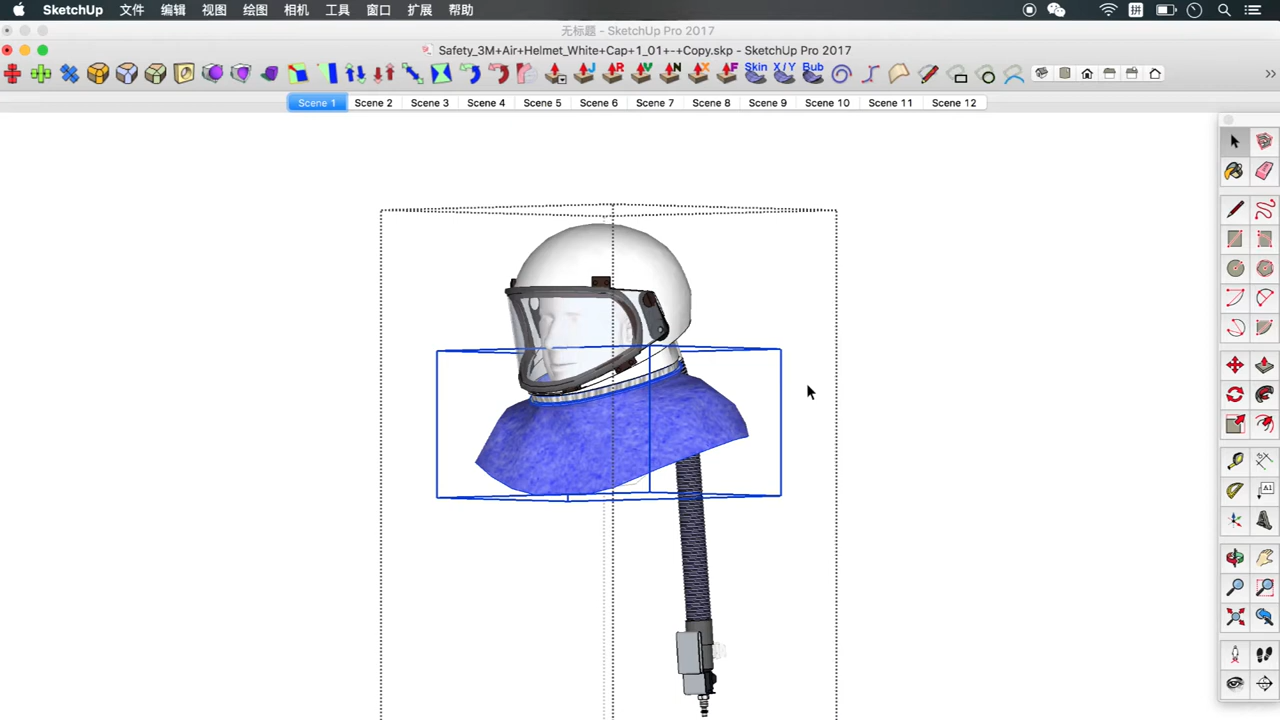 SketchUp 文件 编辑 视图 绘图 相机 工具 窗口 扩展 帮助 拼
无标题 - SketchUp Pro 2017
Safety_3M+Air+Helmet_White+Cap+1_01+-+Copy.skp - SketchUp Pro 2017
J R V N X F Skin X/Y Bub
Scene 1 Scene 2 Scene 3 Scene 4 Scene 5 Scene 6 Scene 7 Scene 8 Scene 9 Scene 10 Scene 11 Scene 12
A1